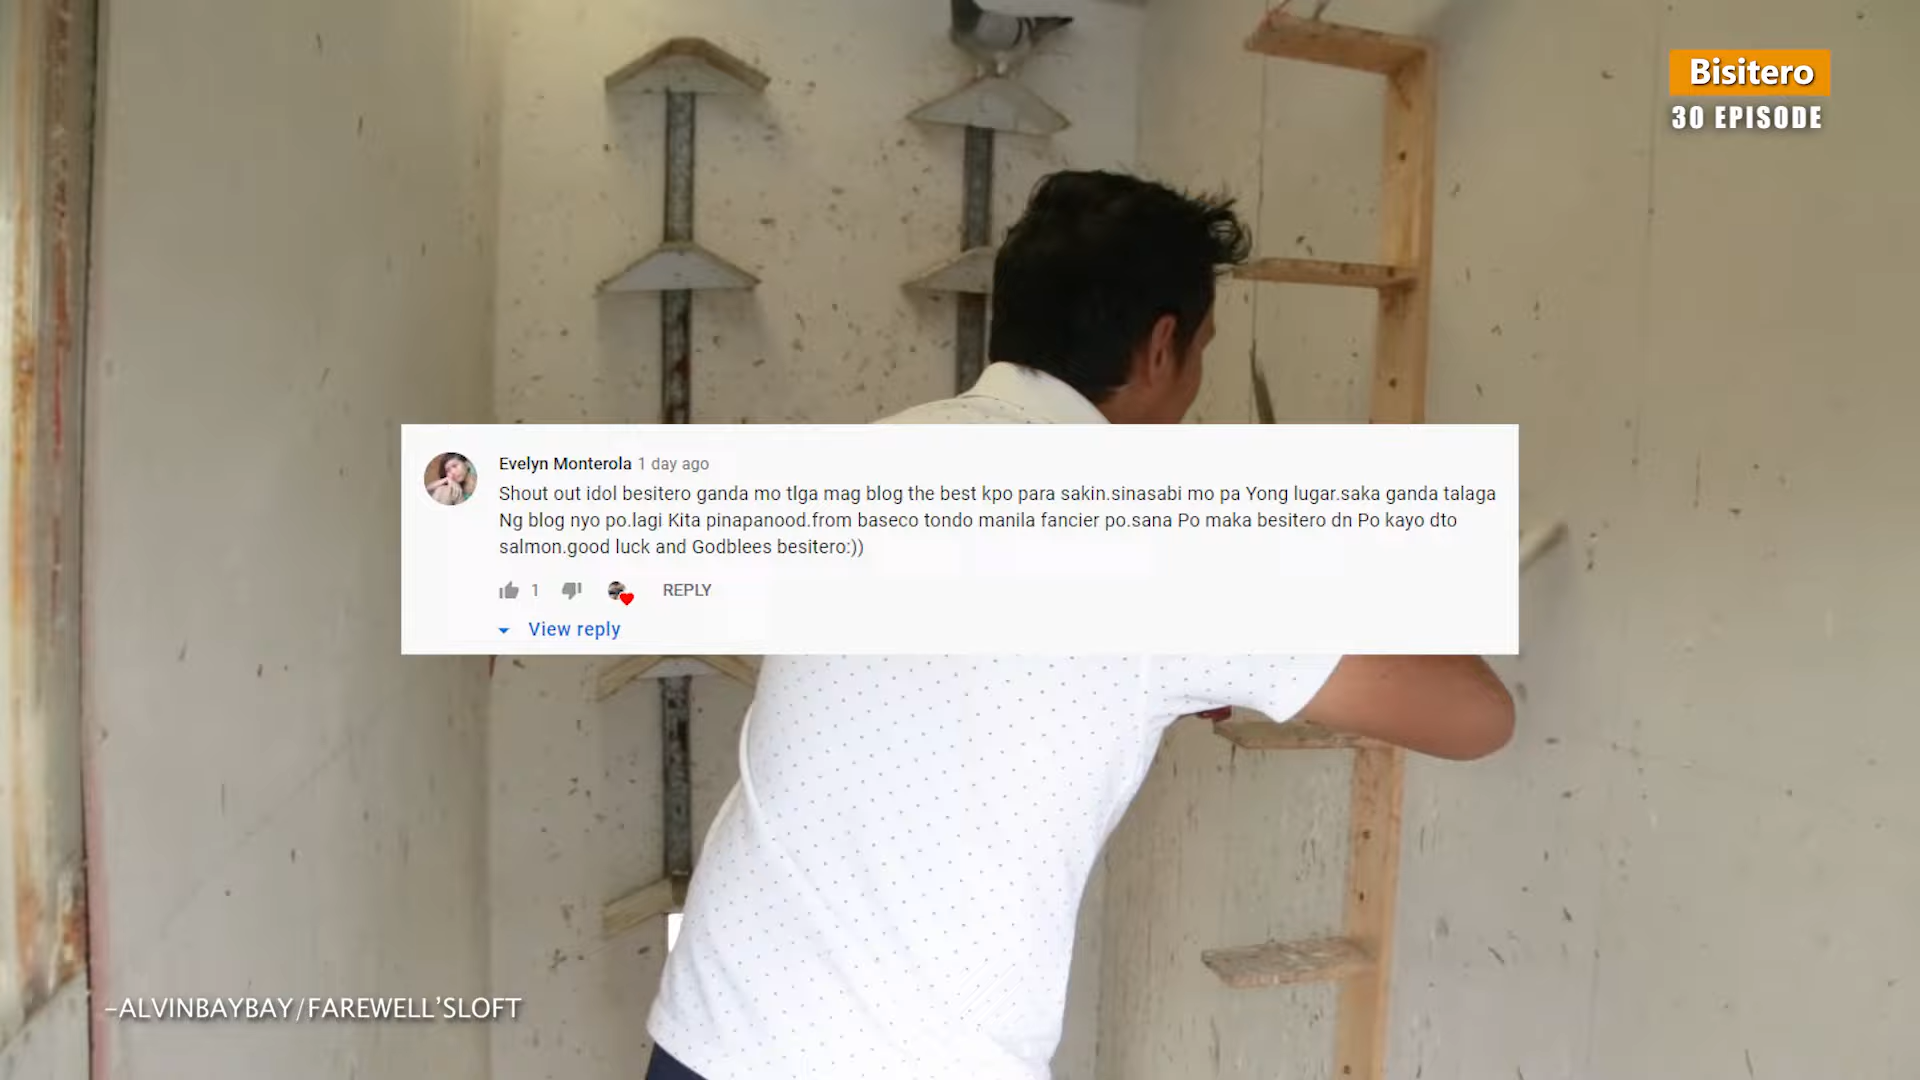 Bisitero
30 EPISODE
Evelyn Monterola 1 day ago
Shout out idol besitero ganda mo tlga mag blog the best kpo para sakin.sinasabi mo pa Yong lugar.saka ganda talaga
Ng blog nyo po.lagi Kita pinapanood.from baseco tondo manila fancier po.sana Po maka besitero dn Po kayo dto
salmon.good luck and Godblees besitero:))
1 REPLY
View reply
-ALVINBAYBAY/FAREWELL'SLOFT